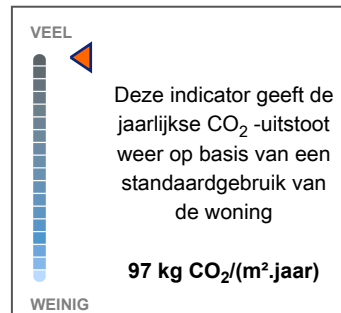 VEEL
Deze indicator geeft de
jaarlijkse CO₂ -uitstoot
weer op basis van een
standaardgebruik van
de woning
97 kg CO₂/(m².jaar)
WEINIG